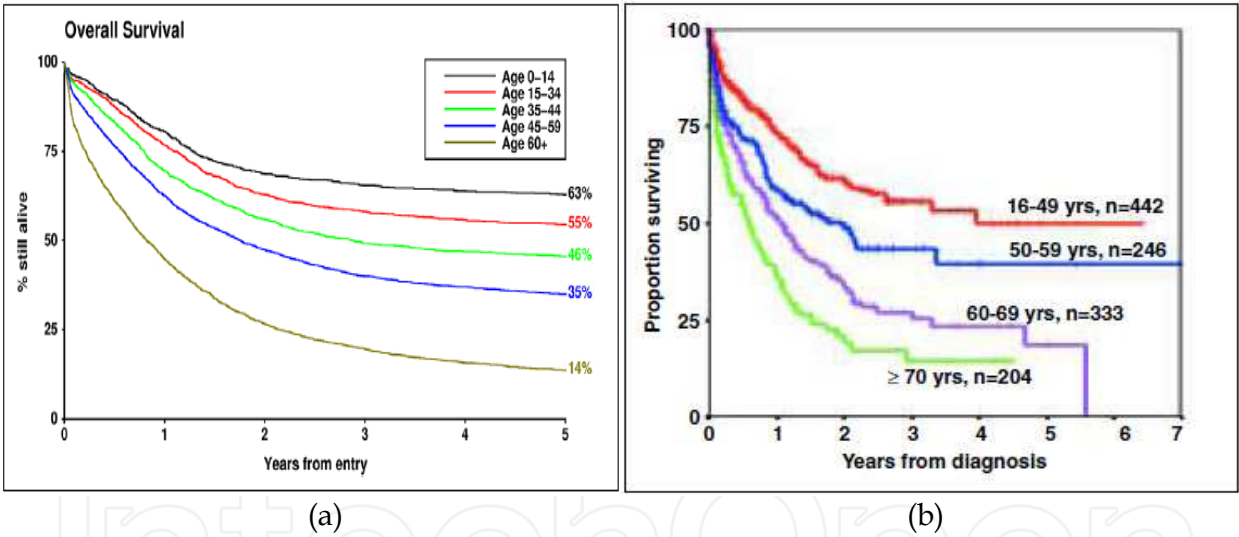 Overall Survival
% still alive
100
75
50
25
0
Age 0-14
Age 15-34
Age 35-44
Age 45-59
Age 60+
63%
55%
46%
35%
14%
0 1 2 3 4 5
Years from entry
(a)
Proportion surviving
100
75
50
25
0
16-49 yrs, n=442
50-59 yrs, n=246
60-69 yrs, n=333
≥ 70 yrs, n=204
0 1 2 3 4 5 6 7
Years from diagnosis
(b)
IntechOpen